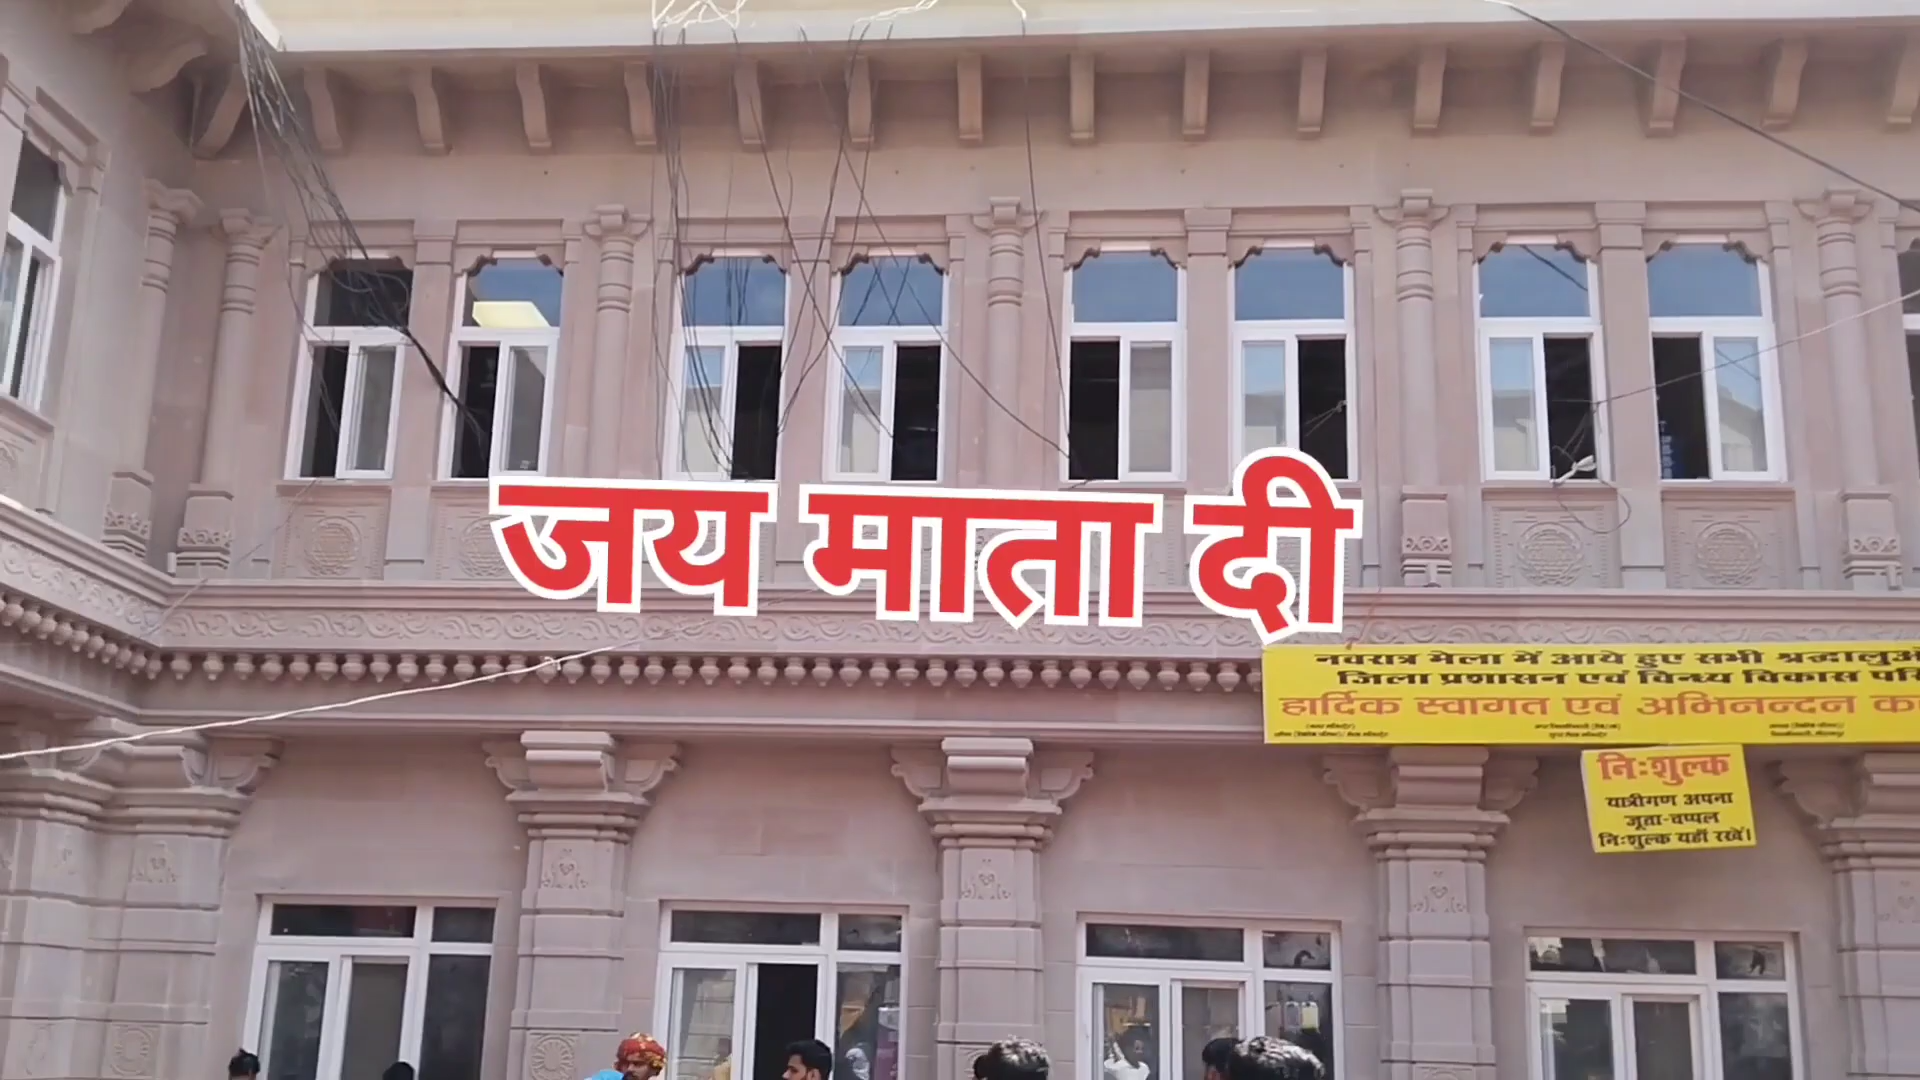 जय माता दी
नवरात्र मेला में आये हुए सभी श्रद्धालुओ
जिला प्रशासन एवं विन्ध्य विकास परि
हार्दिक स्वागत एवं अभिनन्दन का
निःशुल्क
यात्रीगण अपना
जूता-चप्पल
निःशुल्क यहाँ रखें।